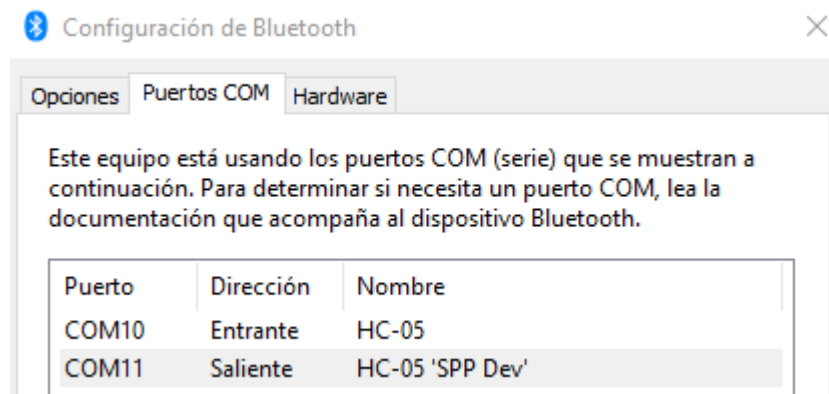 Configuración de Bluetooth
Opciones Puertos COM Hardware
Este equipo está usando los puertos COM (serie) que se muestran a
continuación. Para determinar si necesita un puerto COM, lea la
documentación que acompaña al dispositivo Bluetooth.
Puerto Dirección Nombre
COM10 Entrante HC-05
COM11 Saliente HC-05 'SPP Dev'